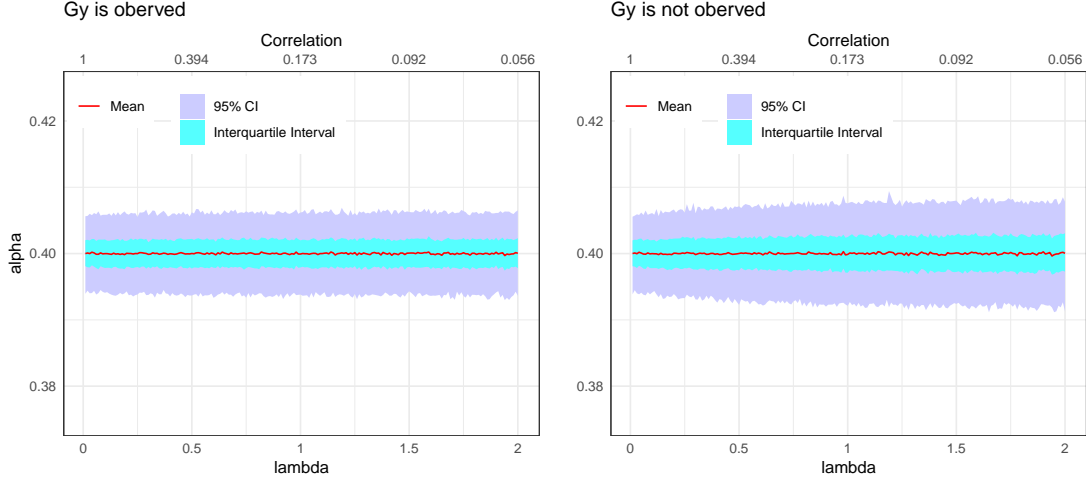 Gy is oberved
Correlation
1 0.394 0.173 0.092 0.056
Mean
95% CI
Interquartile Interval
0.42
0.40
0.38
alpha
0 0.5 1 1.5 2
lambda
Gy is not oberved
Correlation
1 0.394 0.173 0.092 0.056
Mean
95% CI
Interquartile Interval
0.42
0.40
0.38
0 0.5 1 1.5 2
lambda